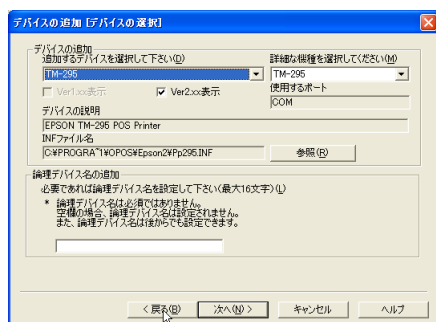 デバイスの追加 [デバイスの選択]
デバイスの追加
追加するデバイスを選択して下さい(D)
詳細な機種を選択してください(M)
TM-295
TM-295
Ver1.xx表示
Ver2.xx表示
使用するポート
COM
デバイスの説明
EPSON TM-295 POS Printer
INFファイル名
C:¥PROGRA~1¥OPOS¥Epson2¥Pp295.INF
参照(R)
論理デバイス名の追加
必要であれば論理デバイス名を設定して下さい(最大16文字)(L)
* 論理デバイス名は必須ではありません。
空欄の場合、論理デバイス名は設定されません。
また、論理デバイス名は後からでも設定できます。
< 戻る(B)
次へ(N) >
キャンセル
ヘルプ